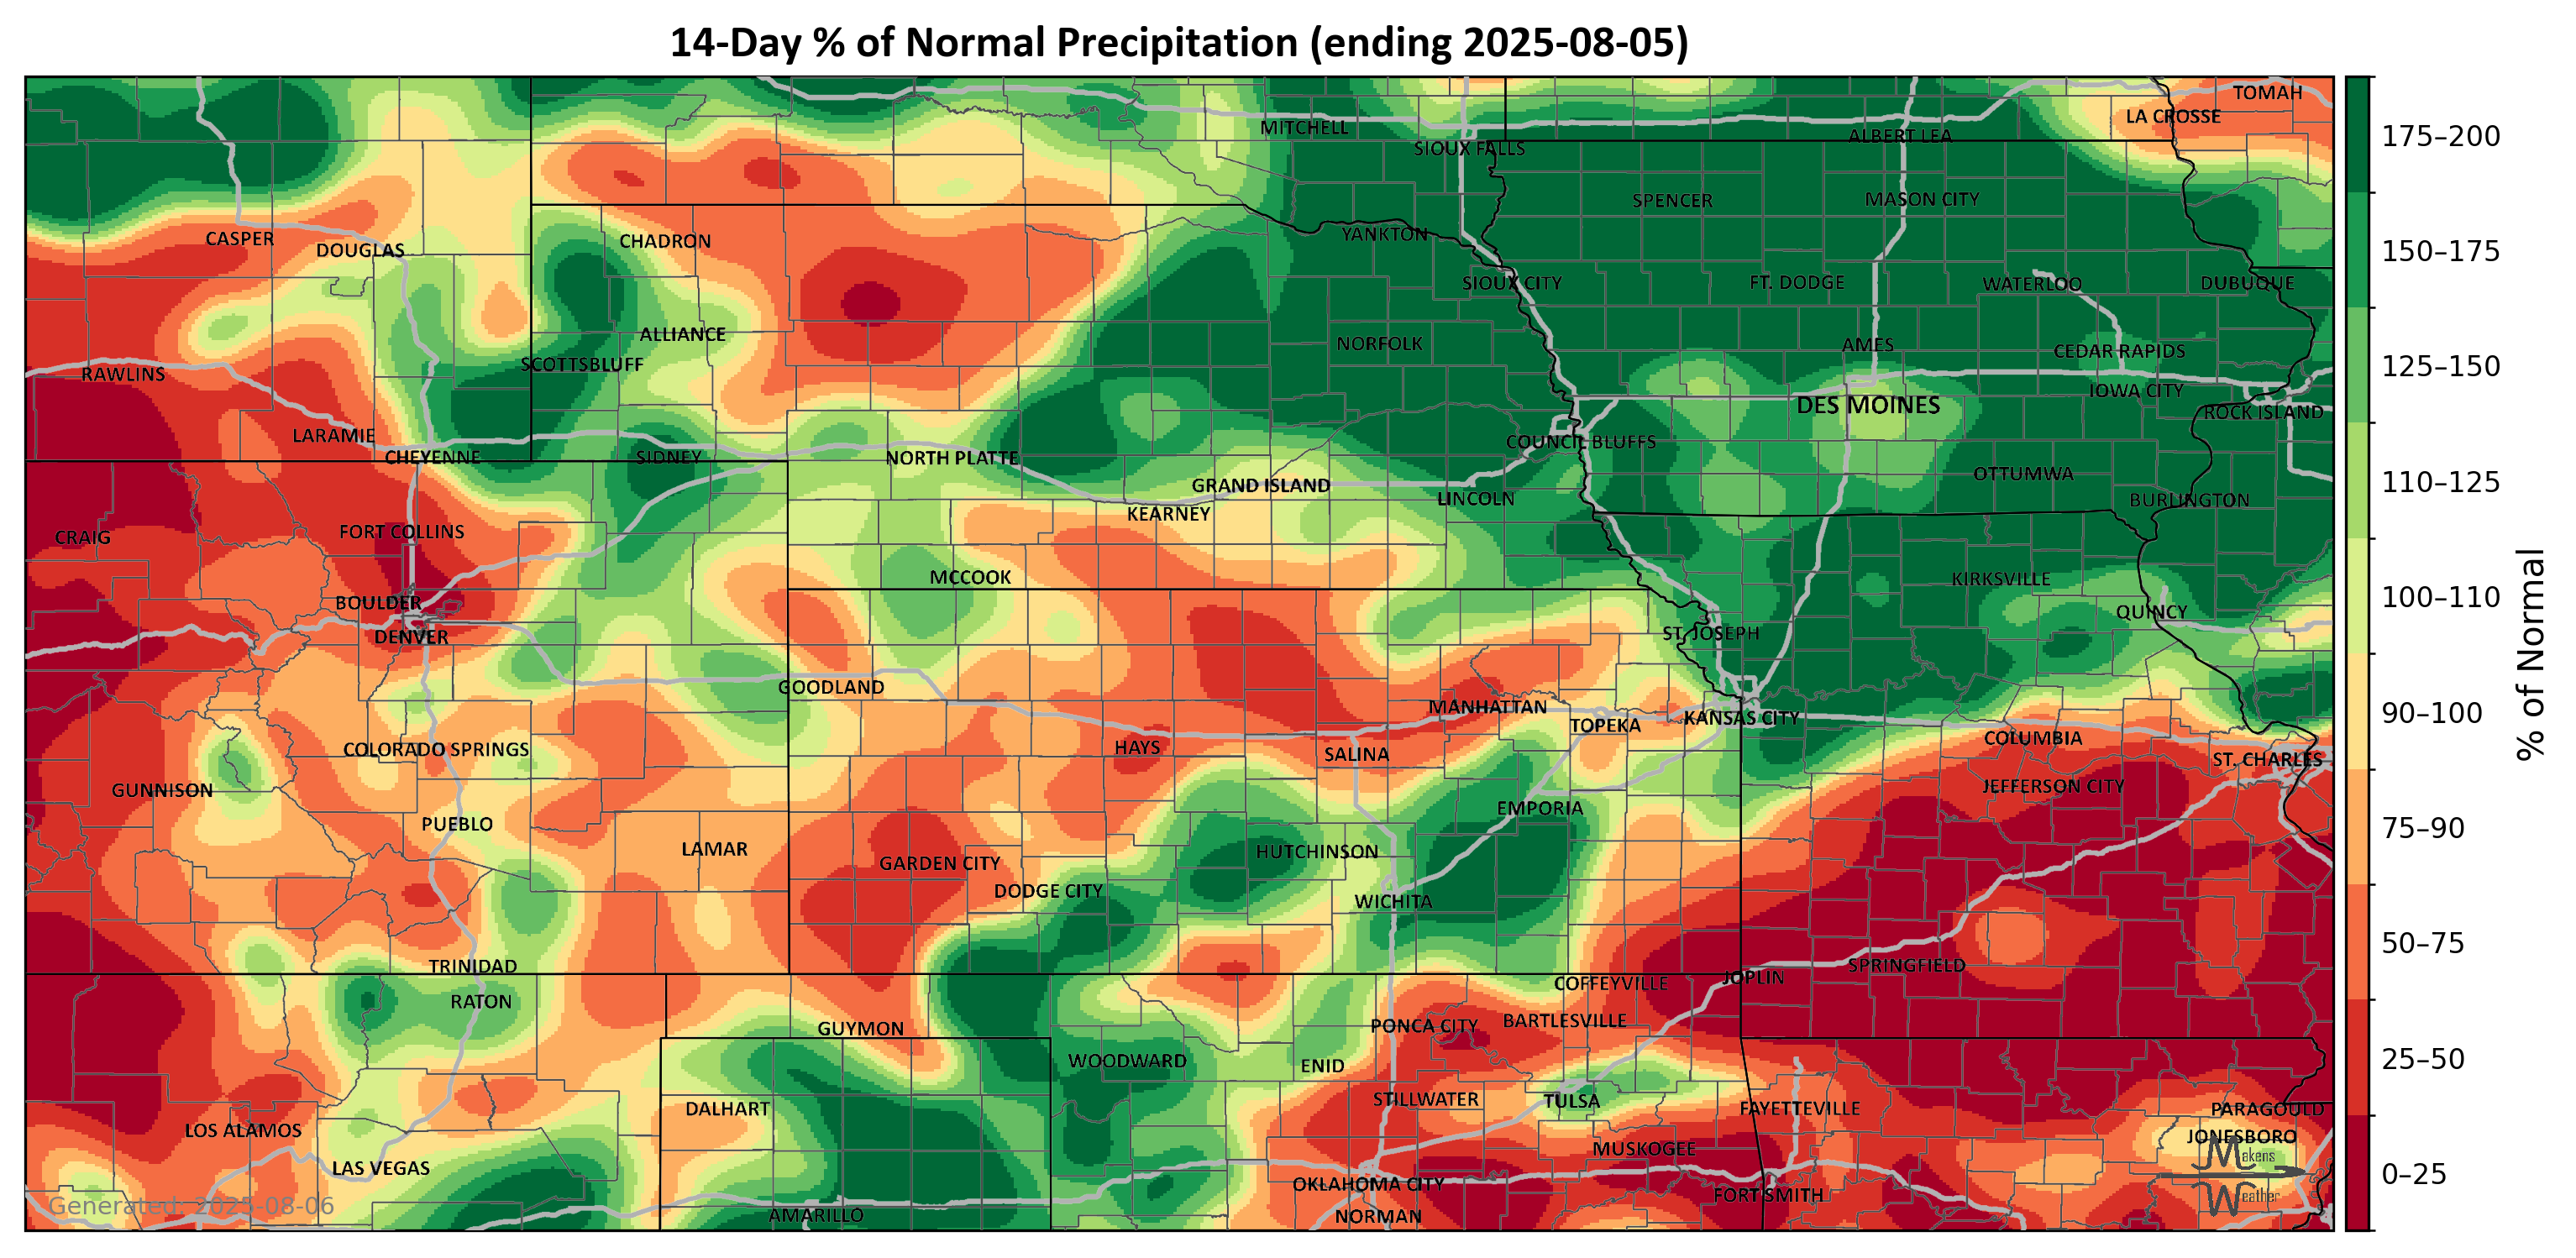 14-Day % of Normal Precipitation (ending 2025-08-05)
TOMAH
LA CROSSE
MITCHELL
ALBERT LEA
SIOUX FALLS
SPENCER
MASON CITY
CASPER
DOUGLAS
CHADRON
YANKTON
SIOUX CITY
FT. DODGE
WATERLOO
DUBUQUE
ALLIANCE
NORFOLK
AMES
CEDAR RAPIDS
SCOTTSBLUFF
RAWLINS
IOWA CITY
DES MOINES
ROCK ISLAND
LARAMIE
COUNCIL BLUFFS
CHEYENNE
SIDNEY
NORTH PLATTE
OTTUMWA
GRAND ISLAND
LINCOLN
BURLINGTON
KEARNEY
FORT COLLINS
CRAIG
MCCOOK
KIRKSVILLE
BOULDER
QUINCY
DENVER
ST. JOSEPH
GOODLAND
MANHATTAN
KANSAS CITY
TOPEKA
COLUMBIA
COLORADO SPRINGS
HAYS
SALINA
ST. CHARLES
GUNNISON
JEFFERSON CITY
EMPORIA
PUEBLO
LAMAR
HUTCHINSON
GARDEN CITY
DODGE CITY
WICHITA
TRINIDAD
SPRINGFIELD
JOPLIN
COFFEYVILLE
RATON
GUYMON
PONCA CITY
BARTLESVILLE
WOODWARD
ENID
STILLWATER
TULSA
DALHART
FAYETTEVILLE
PARAGOULD
LOS ALAMOS
JONESBORO
MUSKOGEE
LAS VEGAS
OKLAHOMA CITY
FORT SMITH
AMARILLO
NORMAN
Generated: 2025-08-06
Makens
Weather
175–200
150–175
125–150
110–125
100–110
90–100
75–90
50–75
25–50
0–25
% of Normal